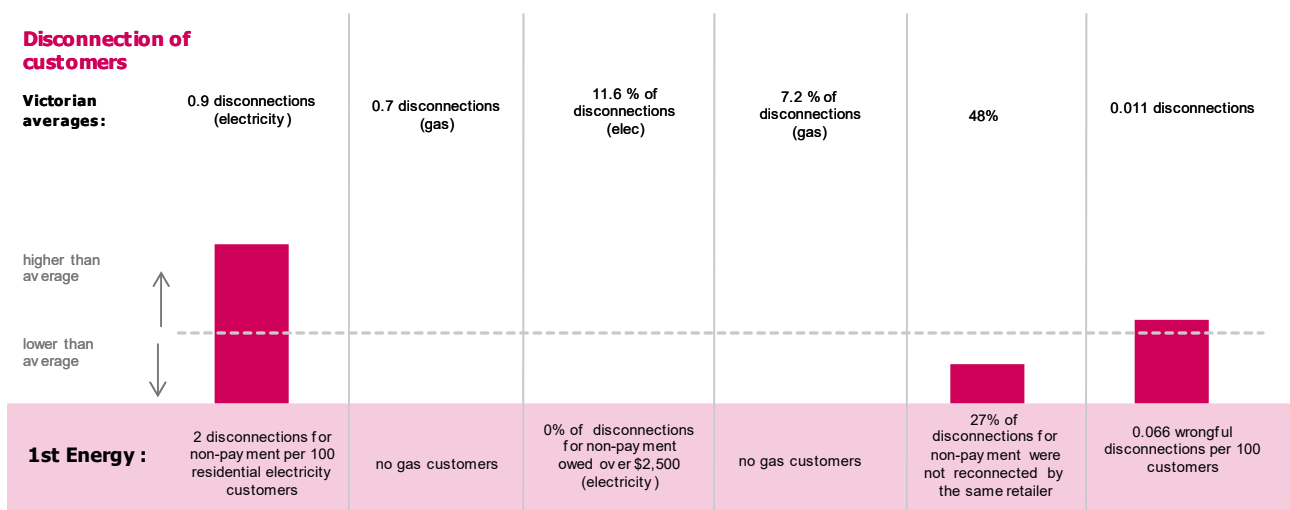 Disconnection of
customers
Victorian
averages:
0.9 disconnections
(electricity)
0.7 disconnections
(gas)
11.6 % of
disconnections
(elec)
7.2 % of
disconnections
(gas)
48%
0.011 disconnections
higher than
average
lower than
average
1st Energy :
2 disconnections for
non-payment per 100
residential electricity
customers
no gas customers
0% of disconnections
for non-payment
owed over $2,500
(electricity)
no gas customers
27% of
disconnections for
non-payment were
not reconnected by
the same retailer
0.066 wrongful
disconnections per 100
customers